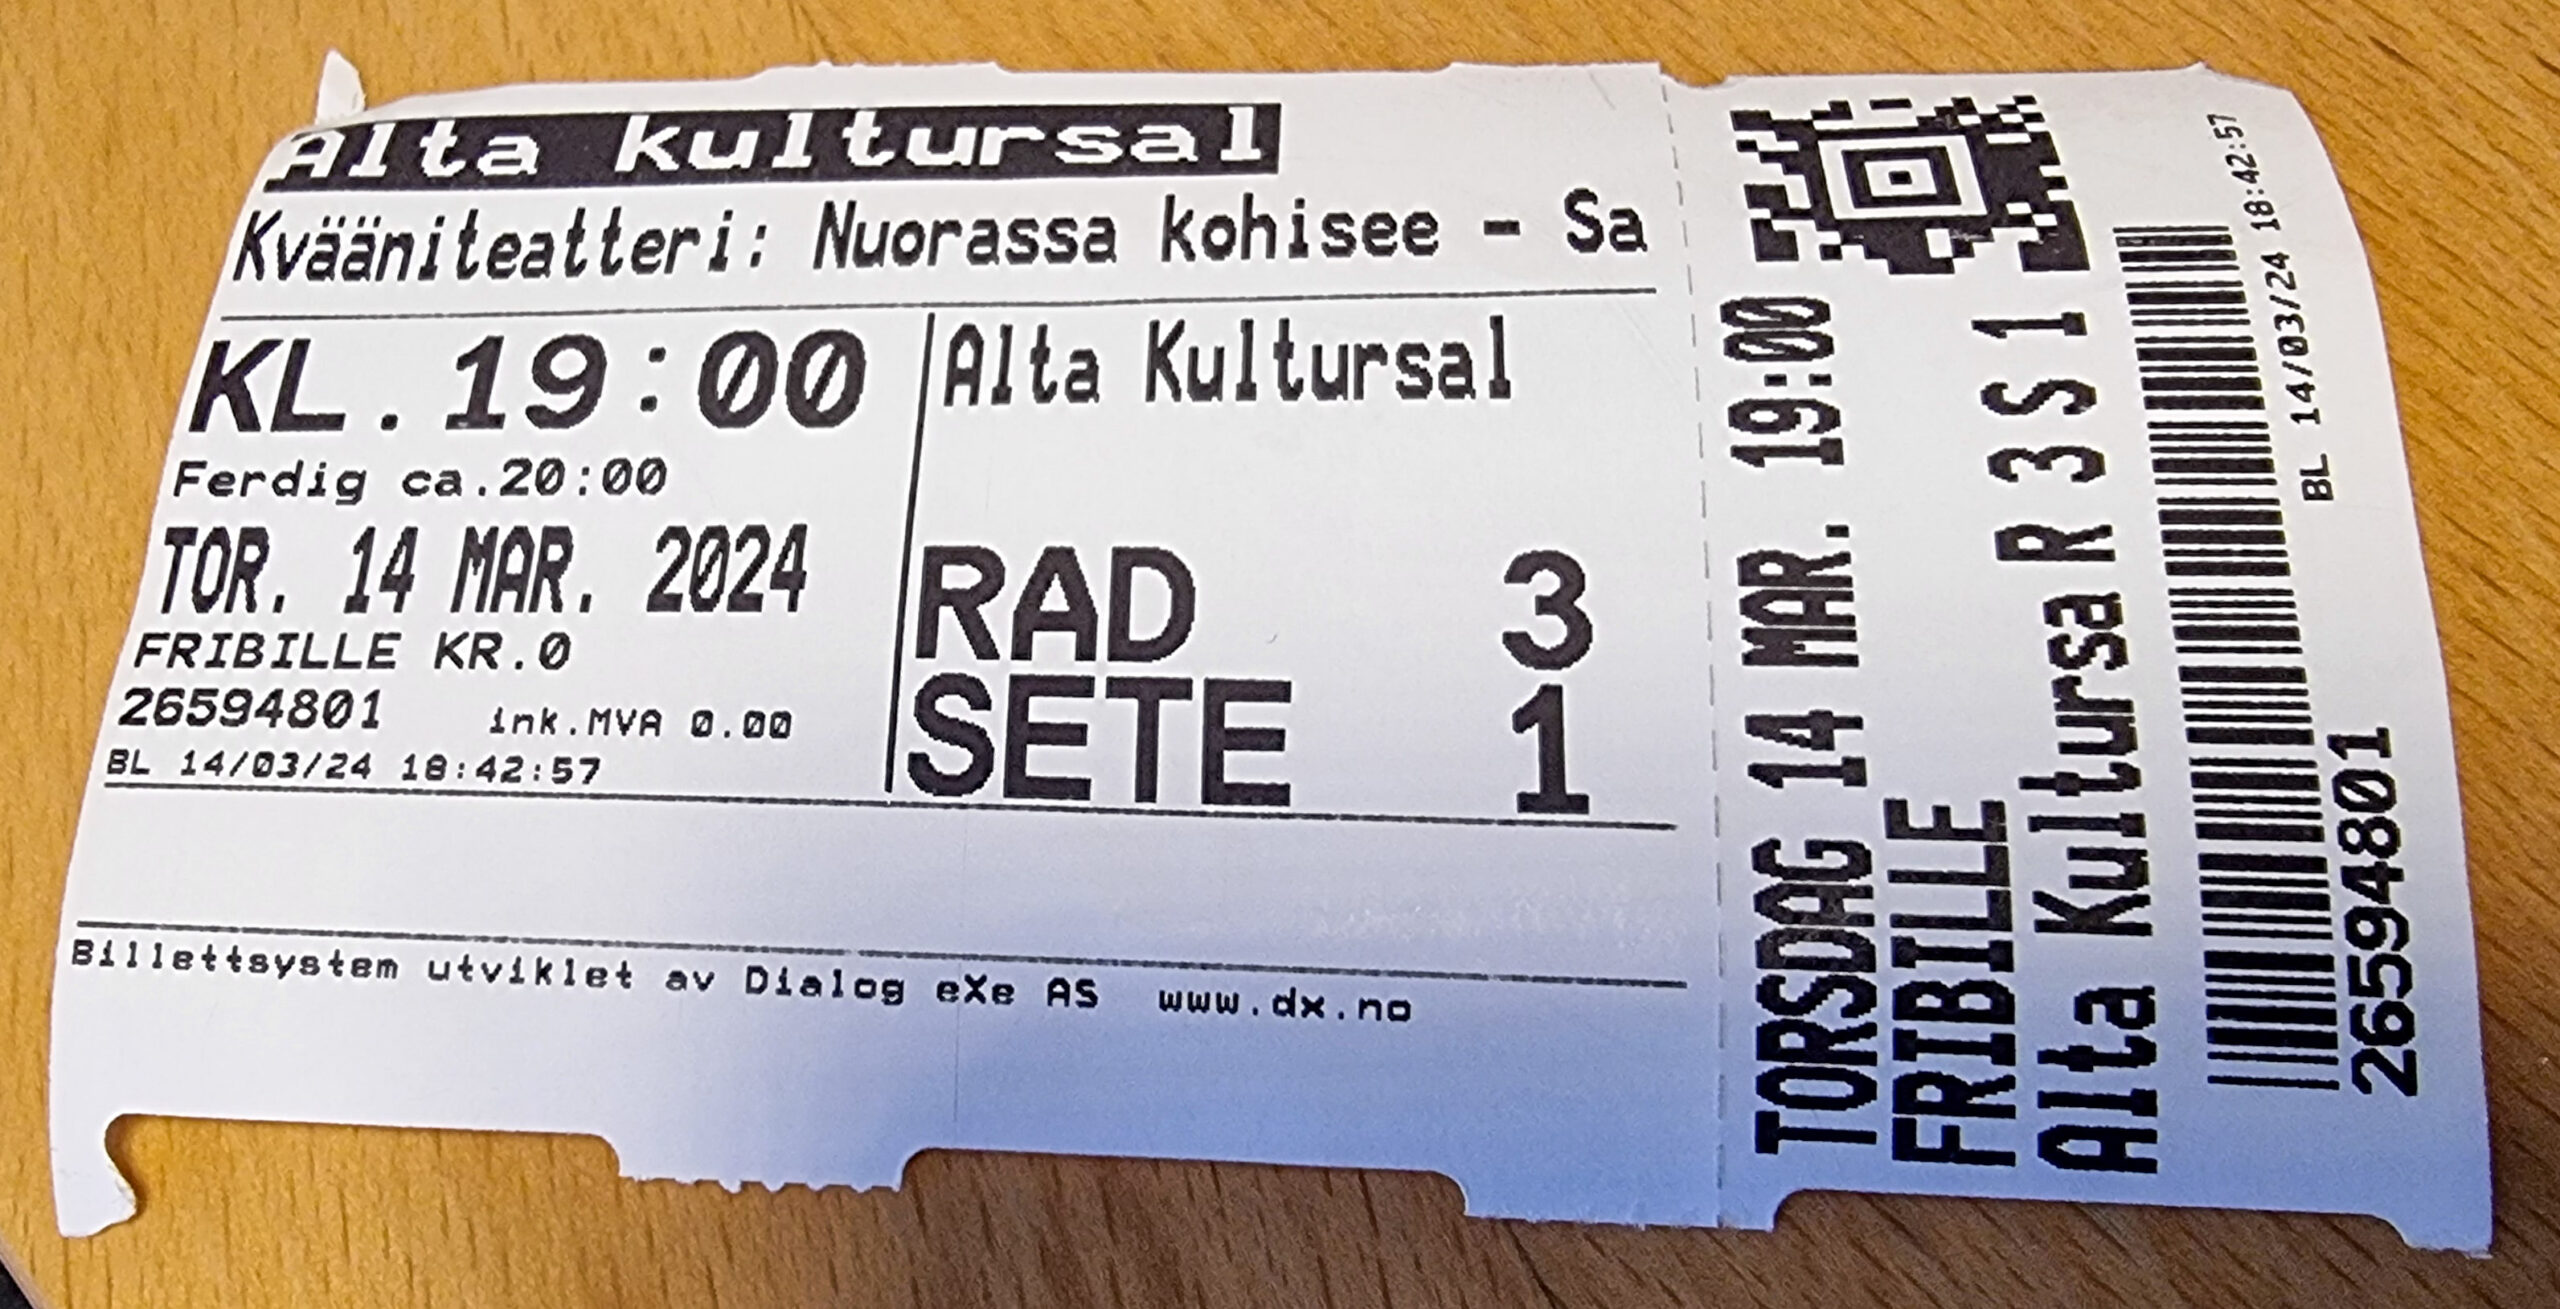 Alta kultursal
Kvääniteatteri: Nuorassa kohisee - Sa
KL. 19:00
Ferdig ca.20:00
TOR. 14 MAR. 2024
FRIBILLE KR.0
26594801 ink.MVA 0.00
BL 14/03/24 18:42:57
Alta Kultursal
RAD 3
SETE 1
Billettsystem utviklet av Dialog eXe AS www.dx.no
TORSDAG 14 MAR. 19:00
FRIBILLE
Alta Kultursa R 3 S 1
26594801
BL 14/03/24 18:42:57